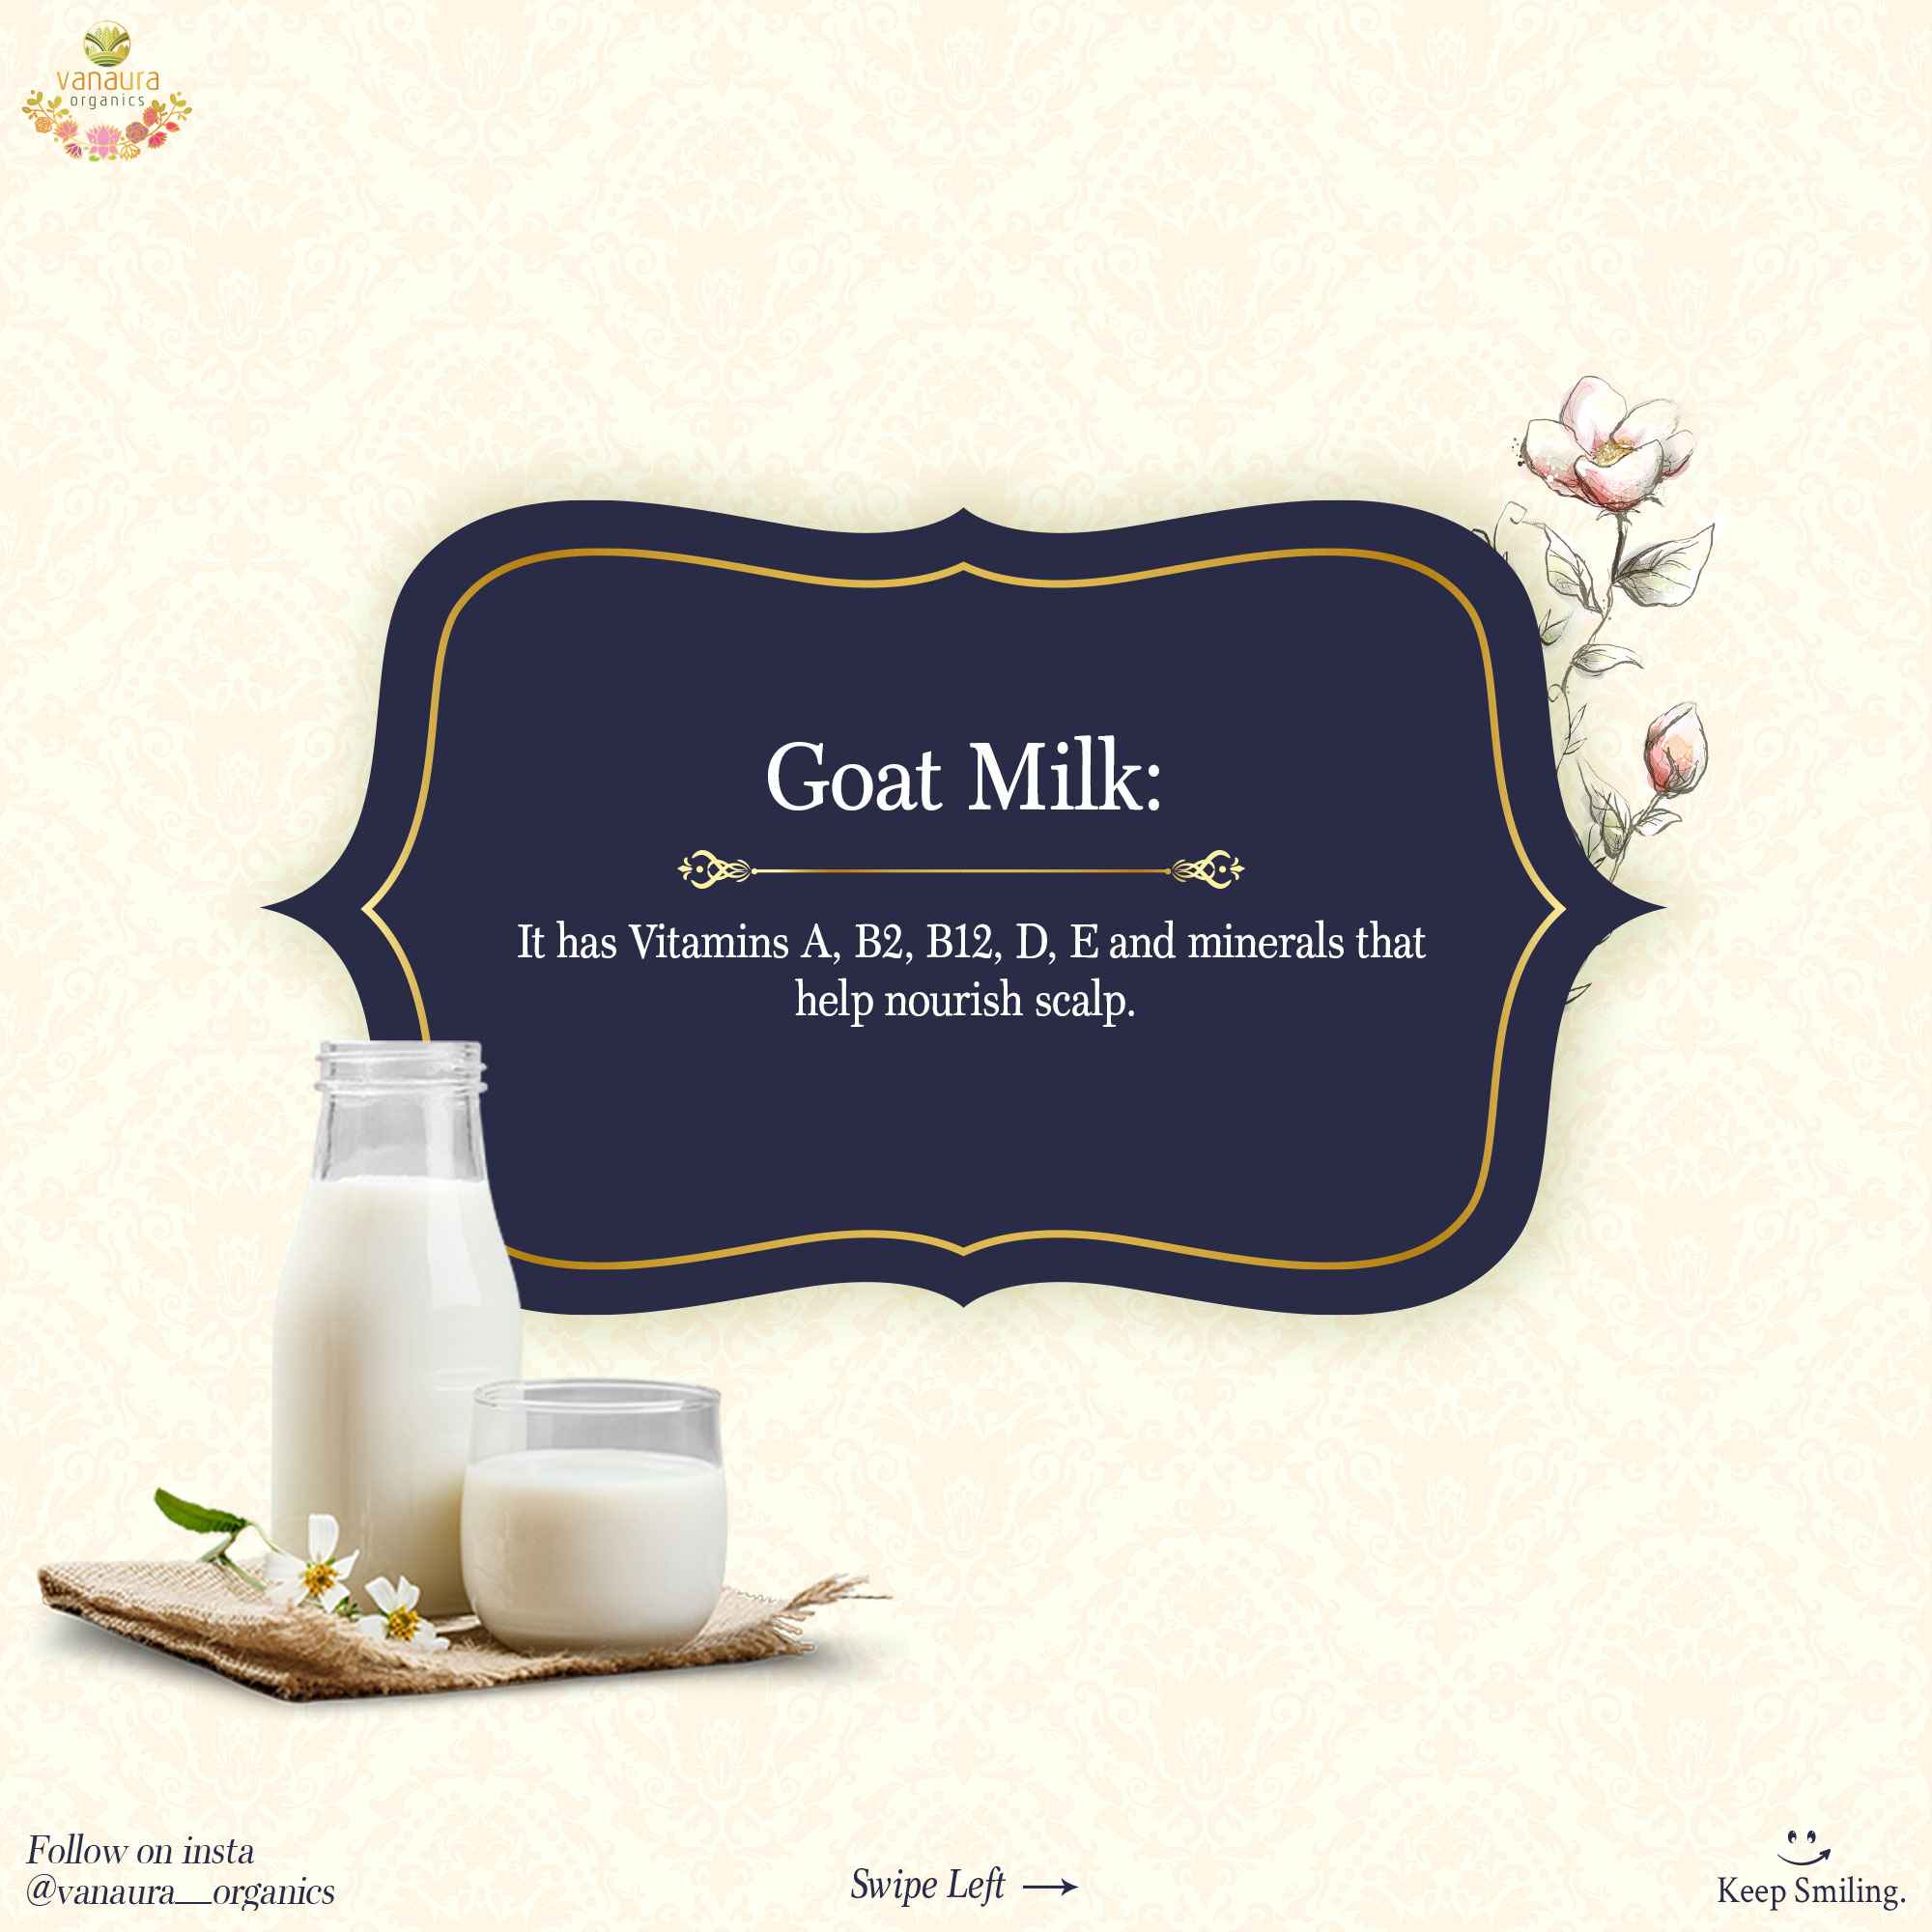 vanaura
organics
Goat Milk:
It has Vitamins A, B2, B12, D, E and minerals that
help nourish scalp.
Follow on insta
@vanaura__organics
Swipe Left →
Keep Smiling.